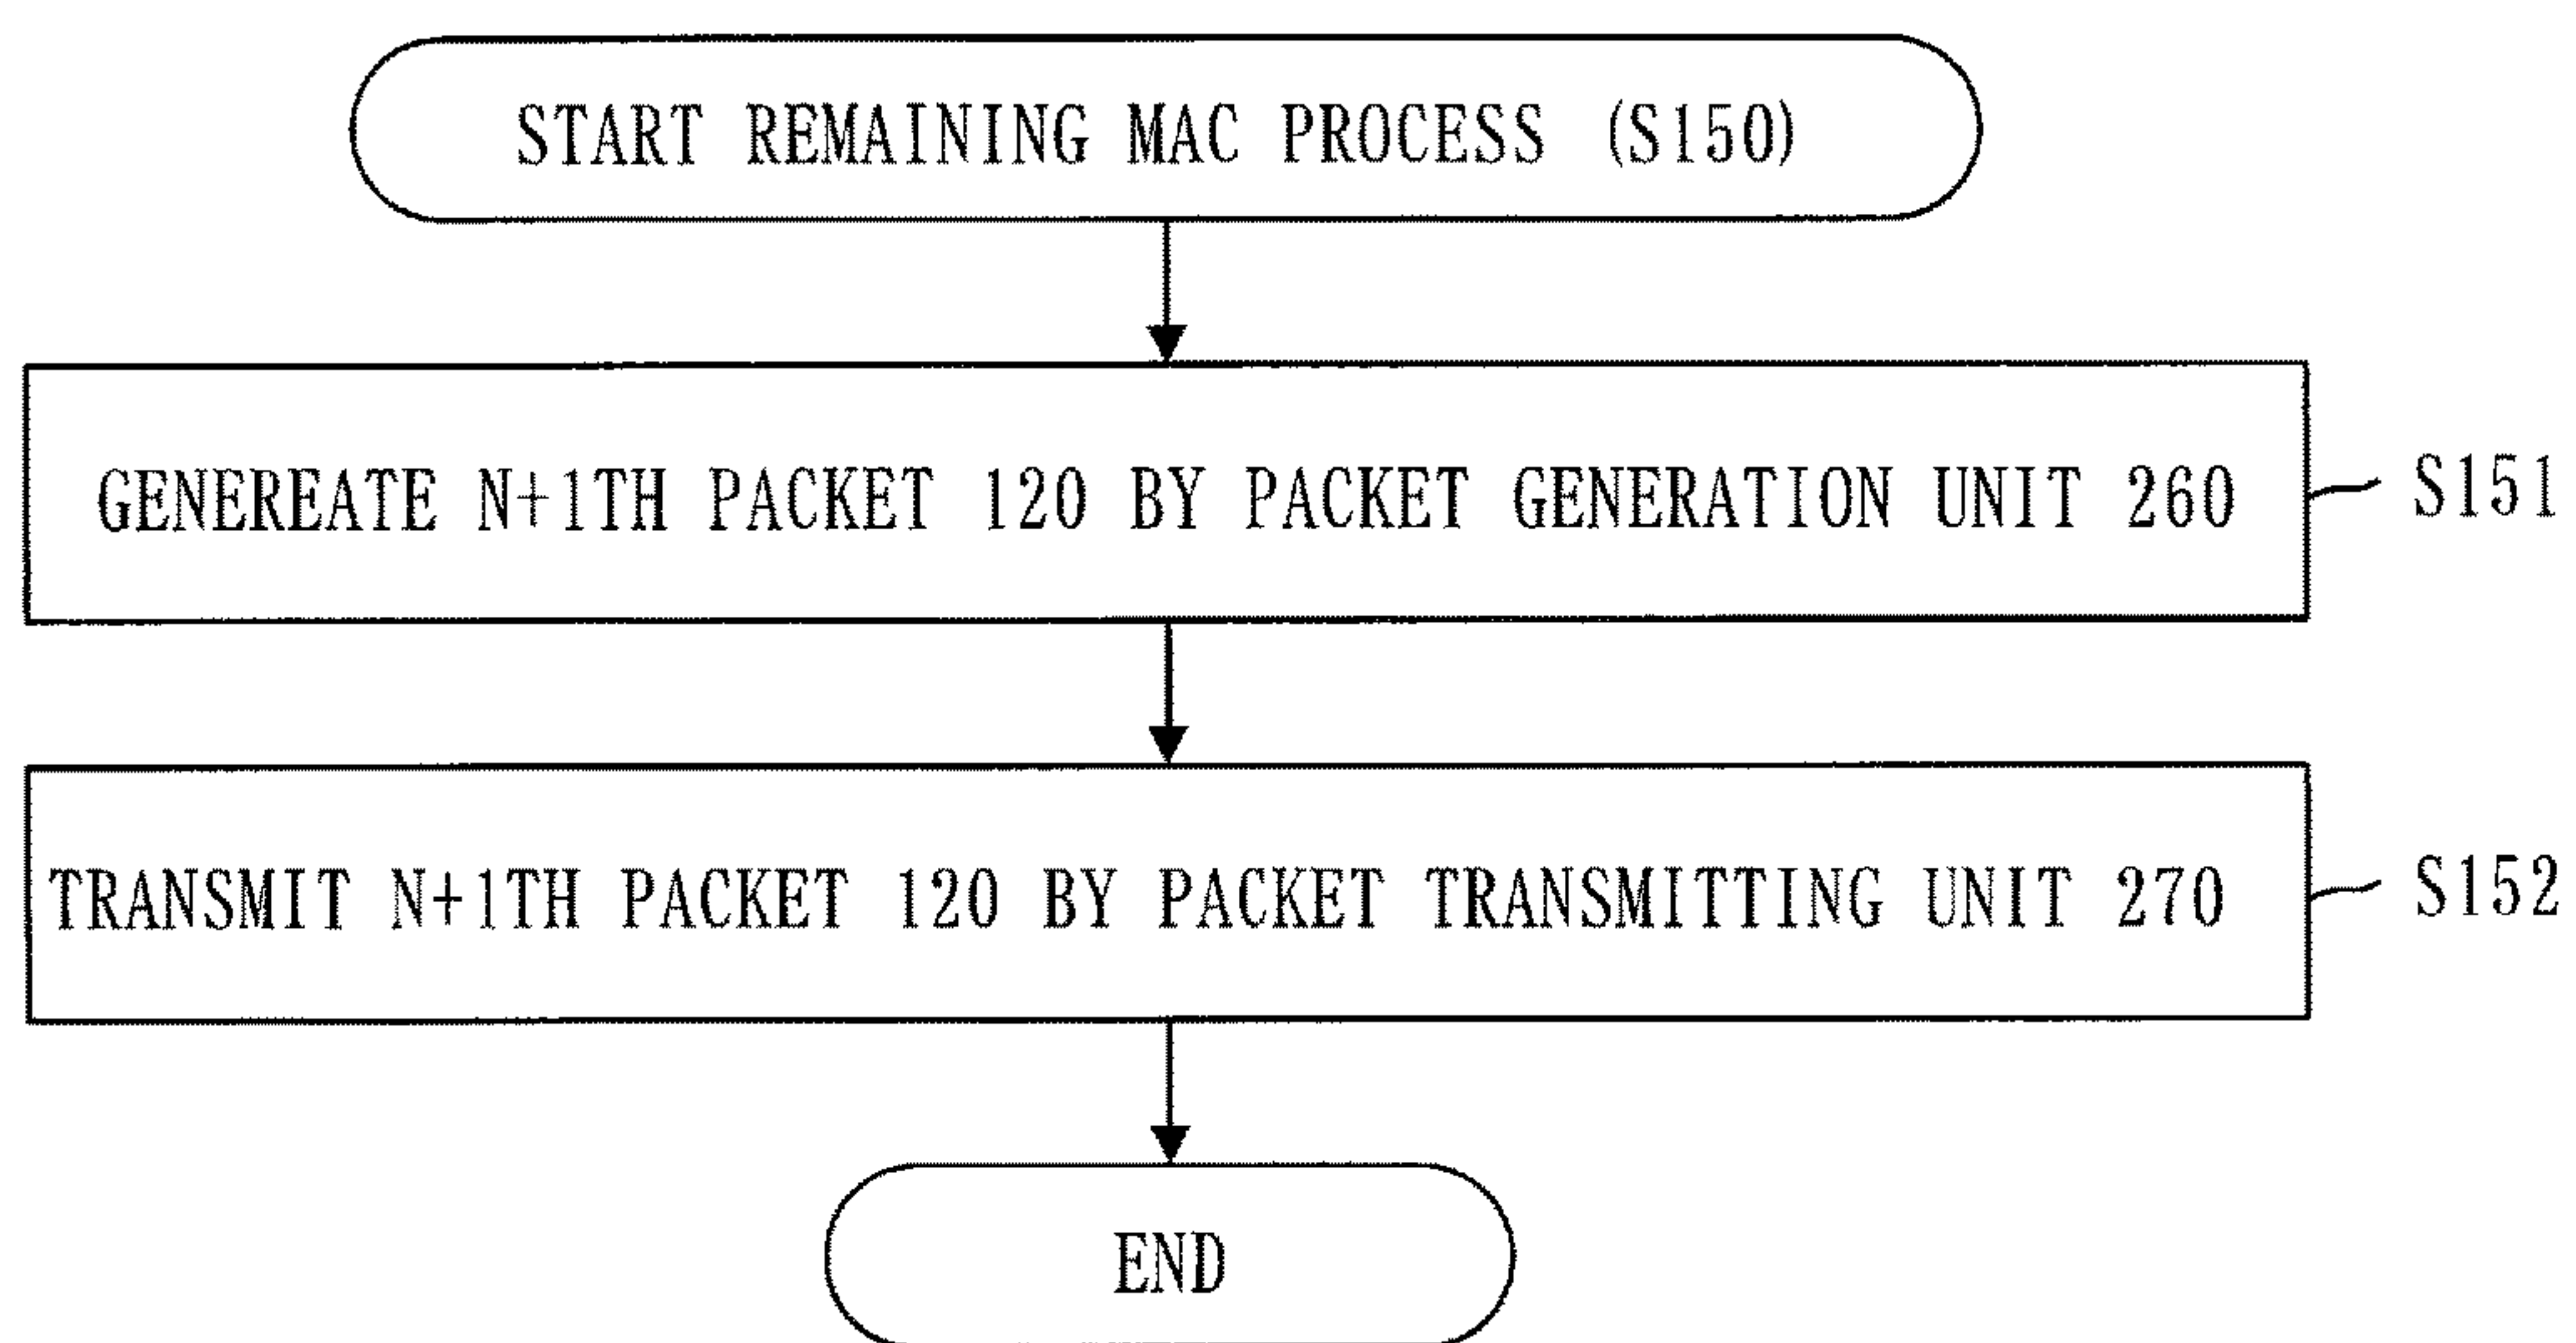 START REMAINING MAC PROCESS (S150)
GENEREATE N+1TH PACKET 120 BY PACKET GENERATION UNIT 260
S151
TRANSMIT N+1TH PACKET 120 BY PACKET TRANSMITTING UNIT 270
S152
END